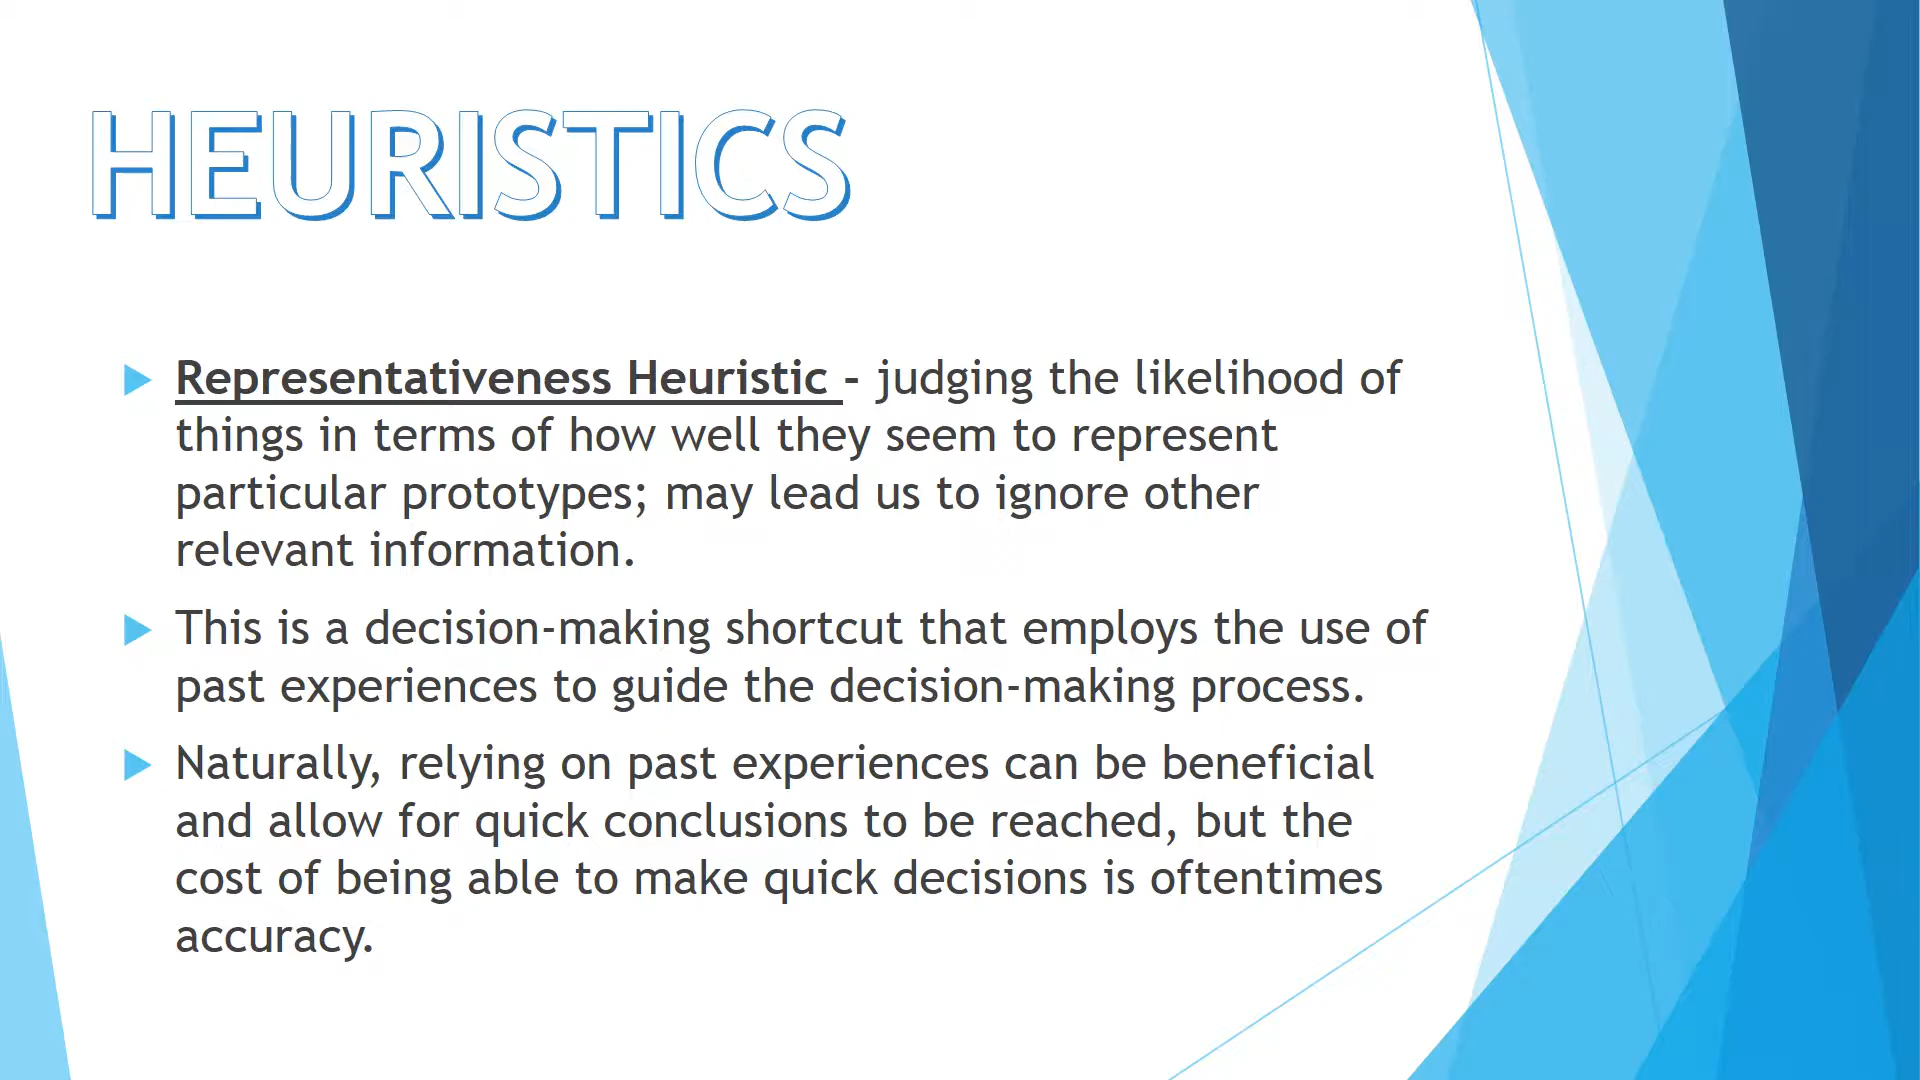 HEURISTICS
Representativeness Heuristic - judging the likelihood of
things in terms of how well they seem to represent
particular prototypes; may lead us to ignore other
relevant information.
This is a decision-making shortcut that employs the use of
past experiences to guide the decision-making process.
Naturally, relying on past experiences can be beneficial
and allow for quick conclusions to be reached, but the
cost of being able to make quick decisions is oftentimes
accuracy.